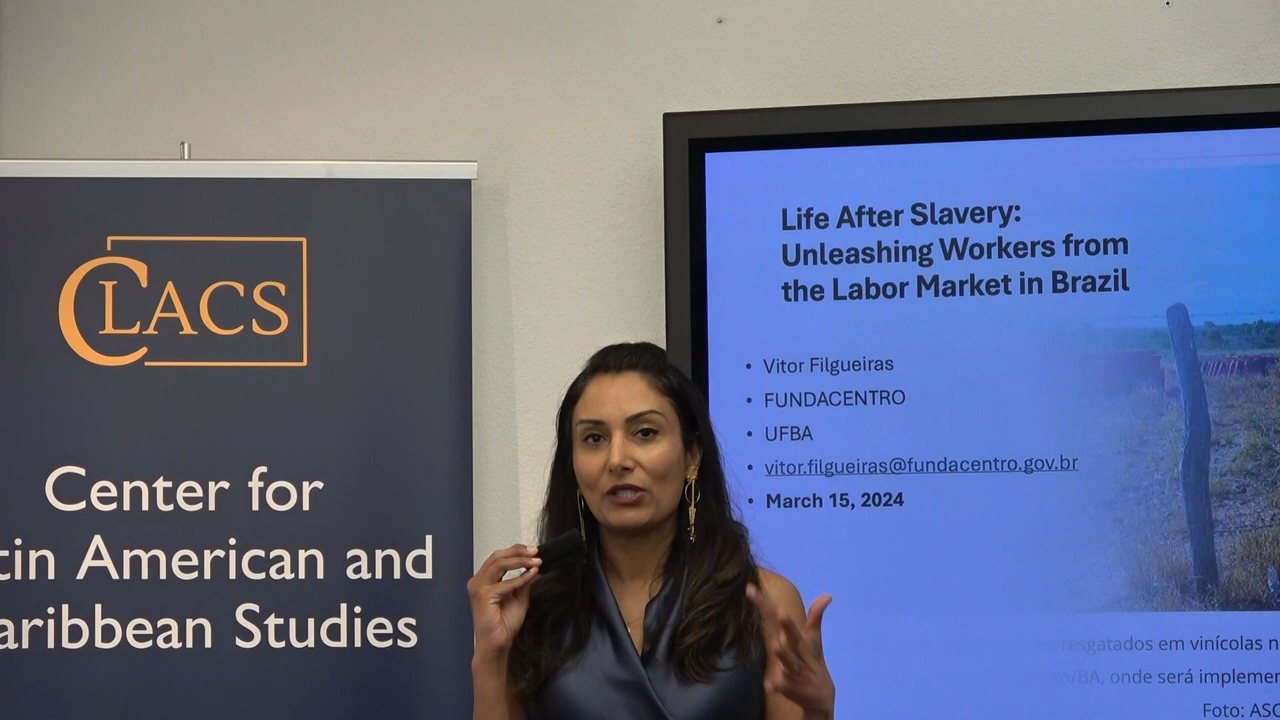 CLACS
Center for
tin American and
aribbean Studies
Life After Slavery:
Unleashing Workers from
the Labor Market in Brazil
• Vitor Filgueiras
• FUNDACENTRO
• UFBA
• vitor.filgueiras@fundacentro.gov.br
• March 15, 2024
resgatados em vinícolas n
/BA, onde será implemen
Foto: ASC